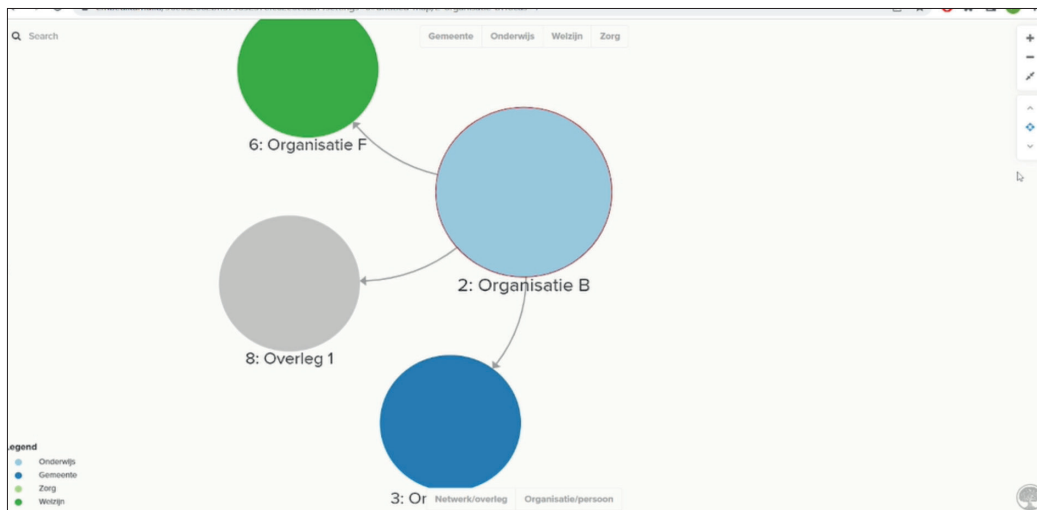 Search
Gemeente Onderwijs Welzijn Zorg
6: Organisatie F
2: Organisatie B
8: Overleg 1
3: Or
Netwerk/overleg Organisatie/persoon
Legend
Onderwijs
Gemeente
Zorg
Welzijn